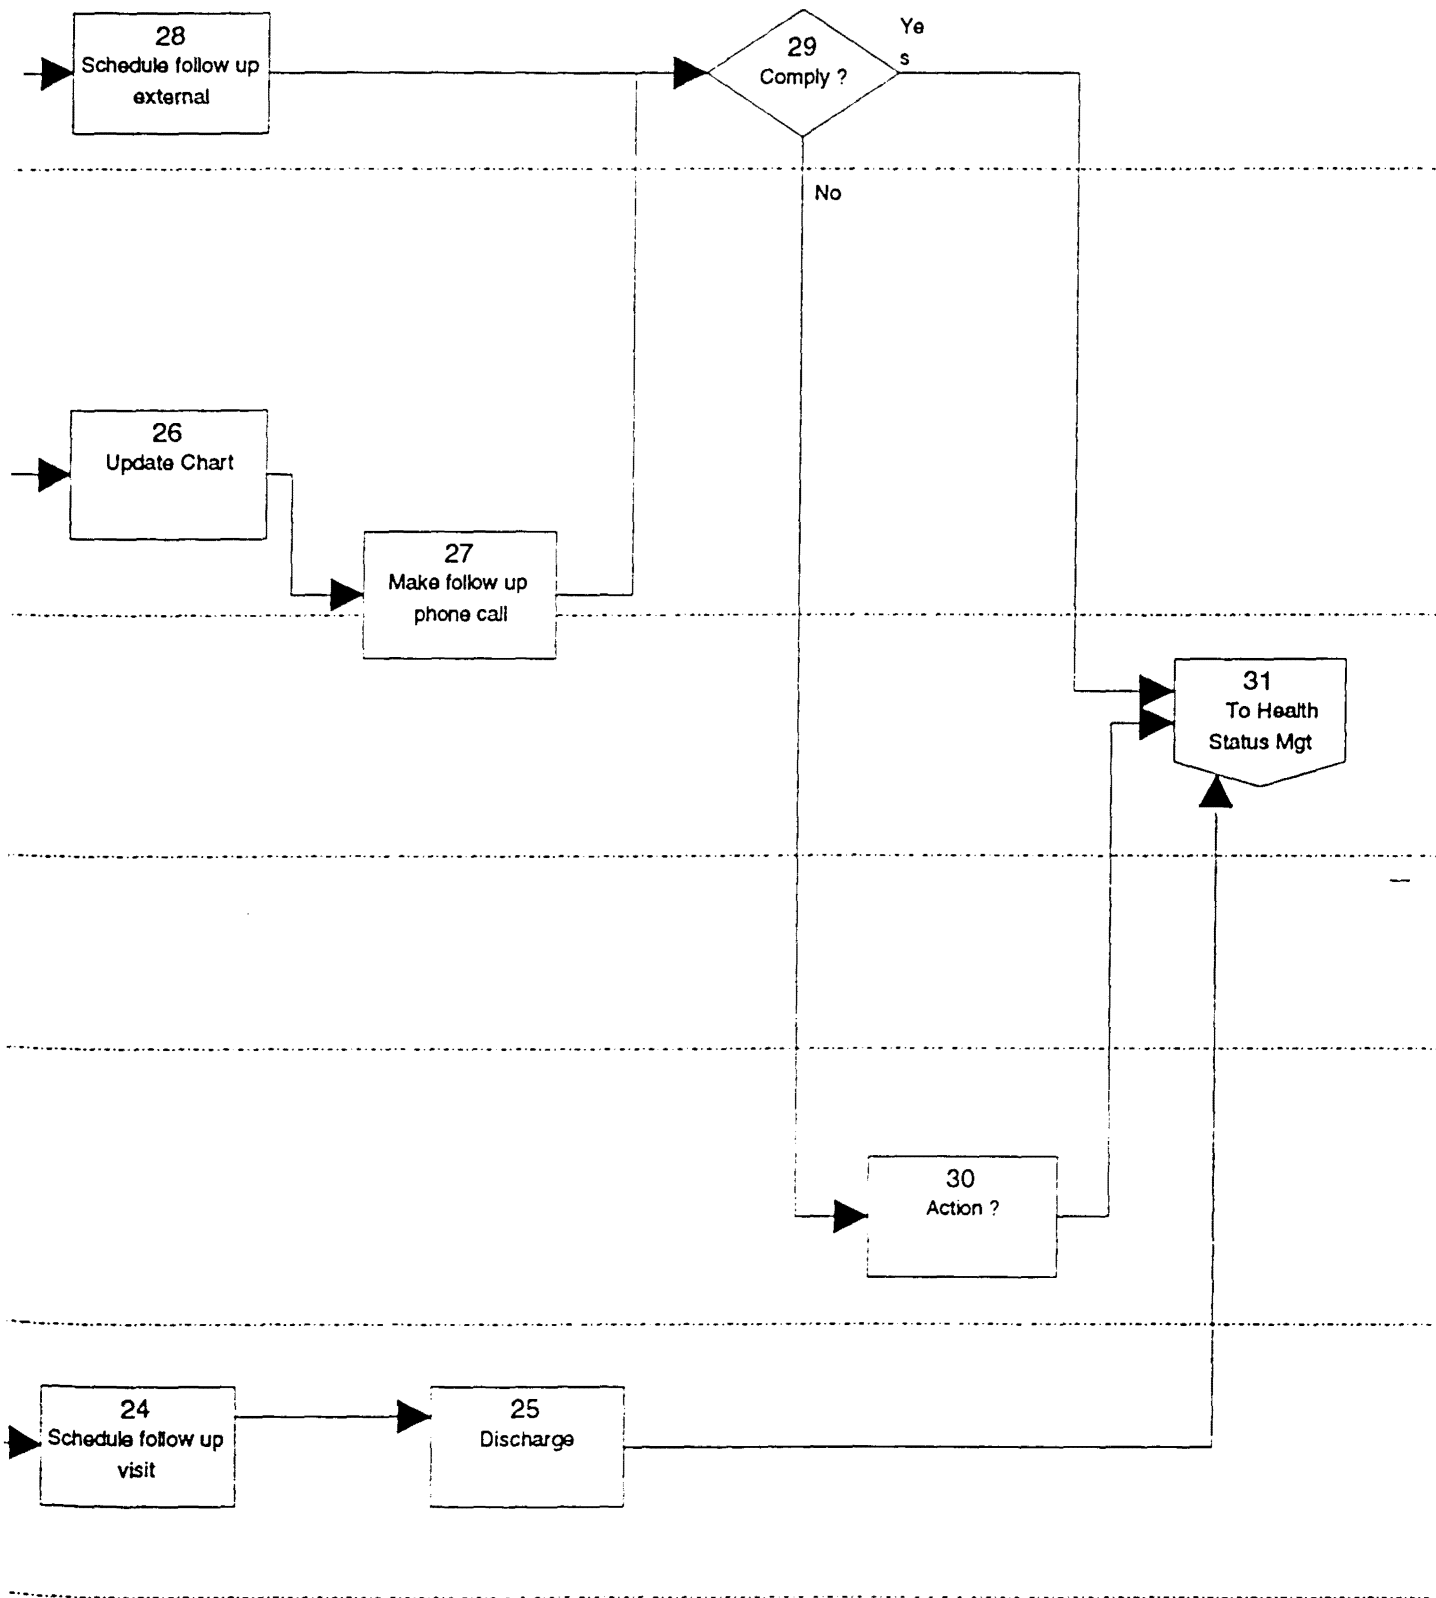 28
Schedule follow up
external
29
Comply ?
Ye
s
No
26
Update Chart
27
Make follow up
phone call
31
To Health
Status Mgt
30
Action ?
24
Schedule follow up
visit
25
Discharge